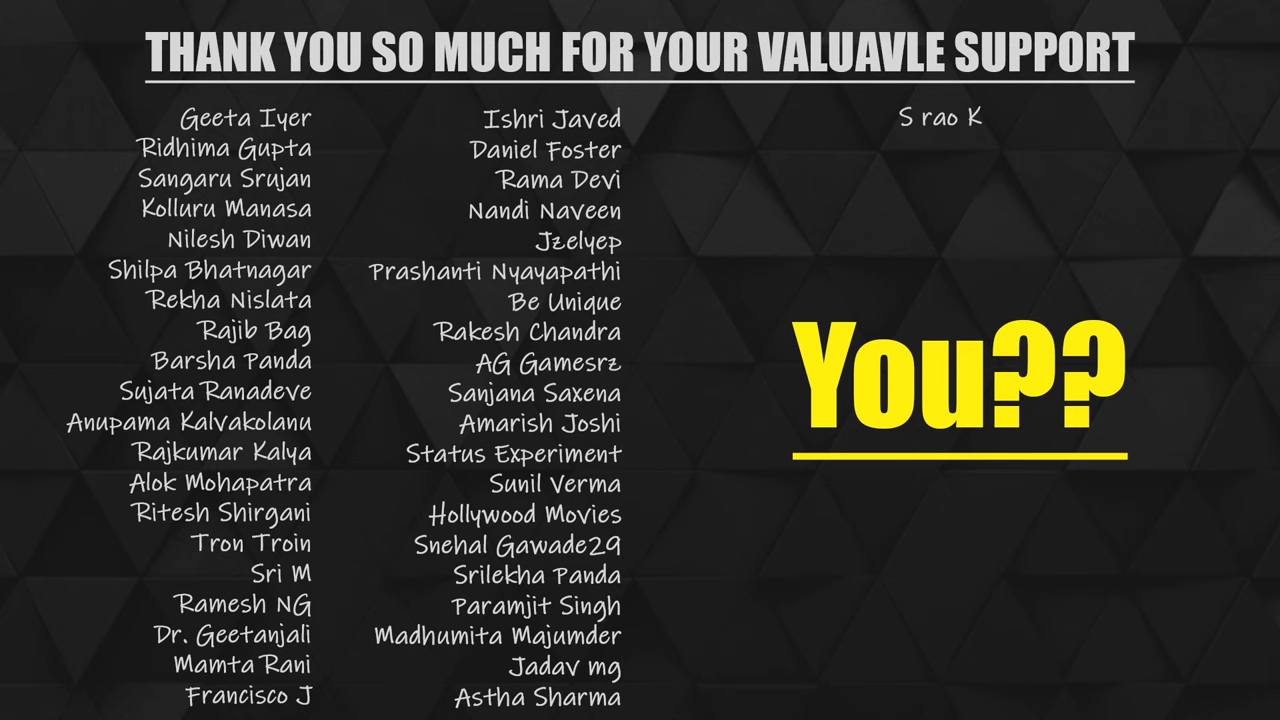 THANK YOU SO MUCH FOR YOUR VALUAVLE SUPPORT
Geeta Iyer
Ridhima Gupta
Sangaru Srujan
Kolluru Manasa
Nilesh Diwan
Shilpa Bhatnagar
Rekha Nislata
Rajib Bag
Barsha Panda
Sujata Ranadeve
Anupama Kalvakolanu
Rajkumar Kalya
Alok Mohapatra
Ritesh Shirgani
Tron Troin
Sri M
Ramesh NG
Dr. Geetanjali
Mamta Rani
Francisco J
Ishri Javed
Daniel Foster
Rama Devi
Nandi Naveen
Jzelyep
Prashanti Nyayapathi
Be Unique
Rakesh Chandra
AG Gamesrz
Sanjana Saxena
Amarish Joshi
Status Experiment
Sunil Verma
Hollywood Movies
Snehal Gawade29
Srilekha Panda
Paramjit Singh
Madhumita Majumder
Jadav mg
Astha Sharma
S rao K
You??